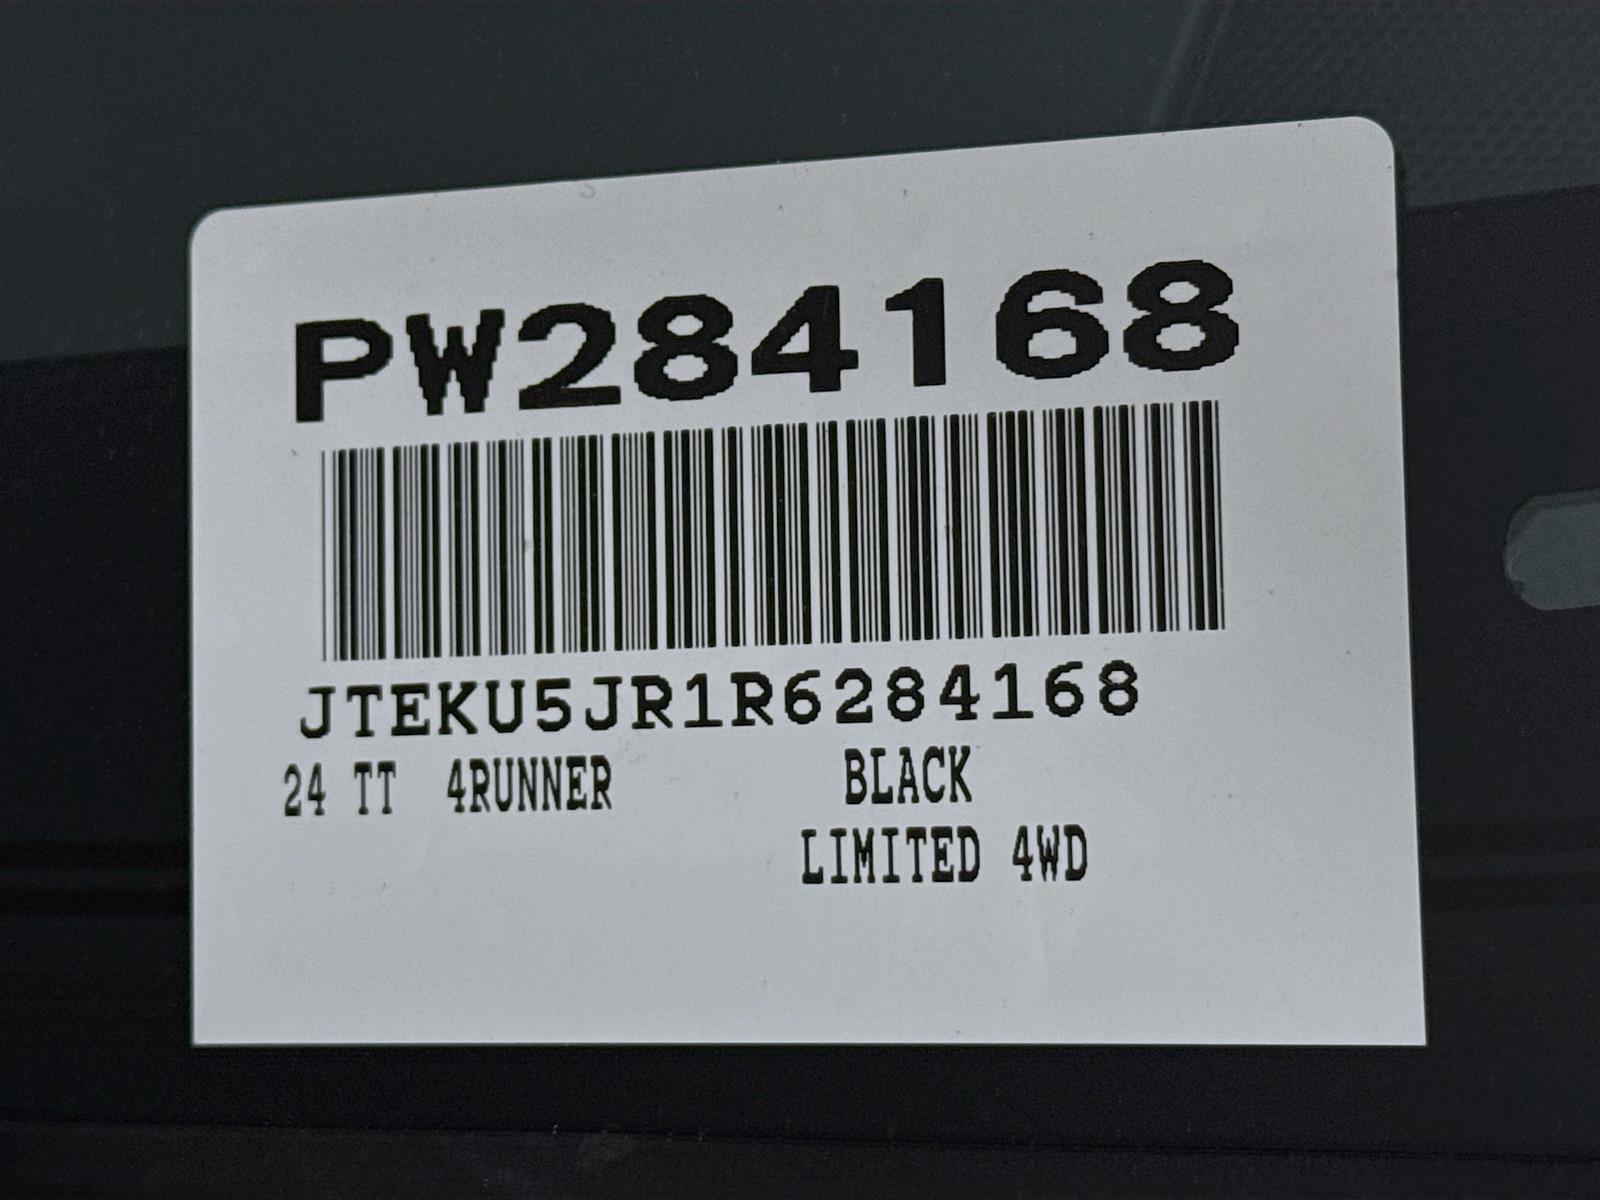 PW284168
JTEKU5JR1R6284168
24 TT 4RUNNER BLACK
LIMITED 4WD